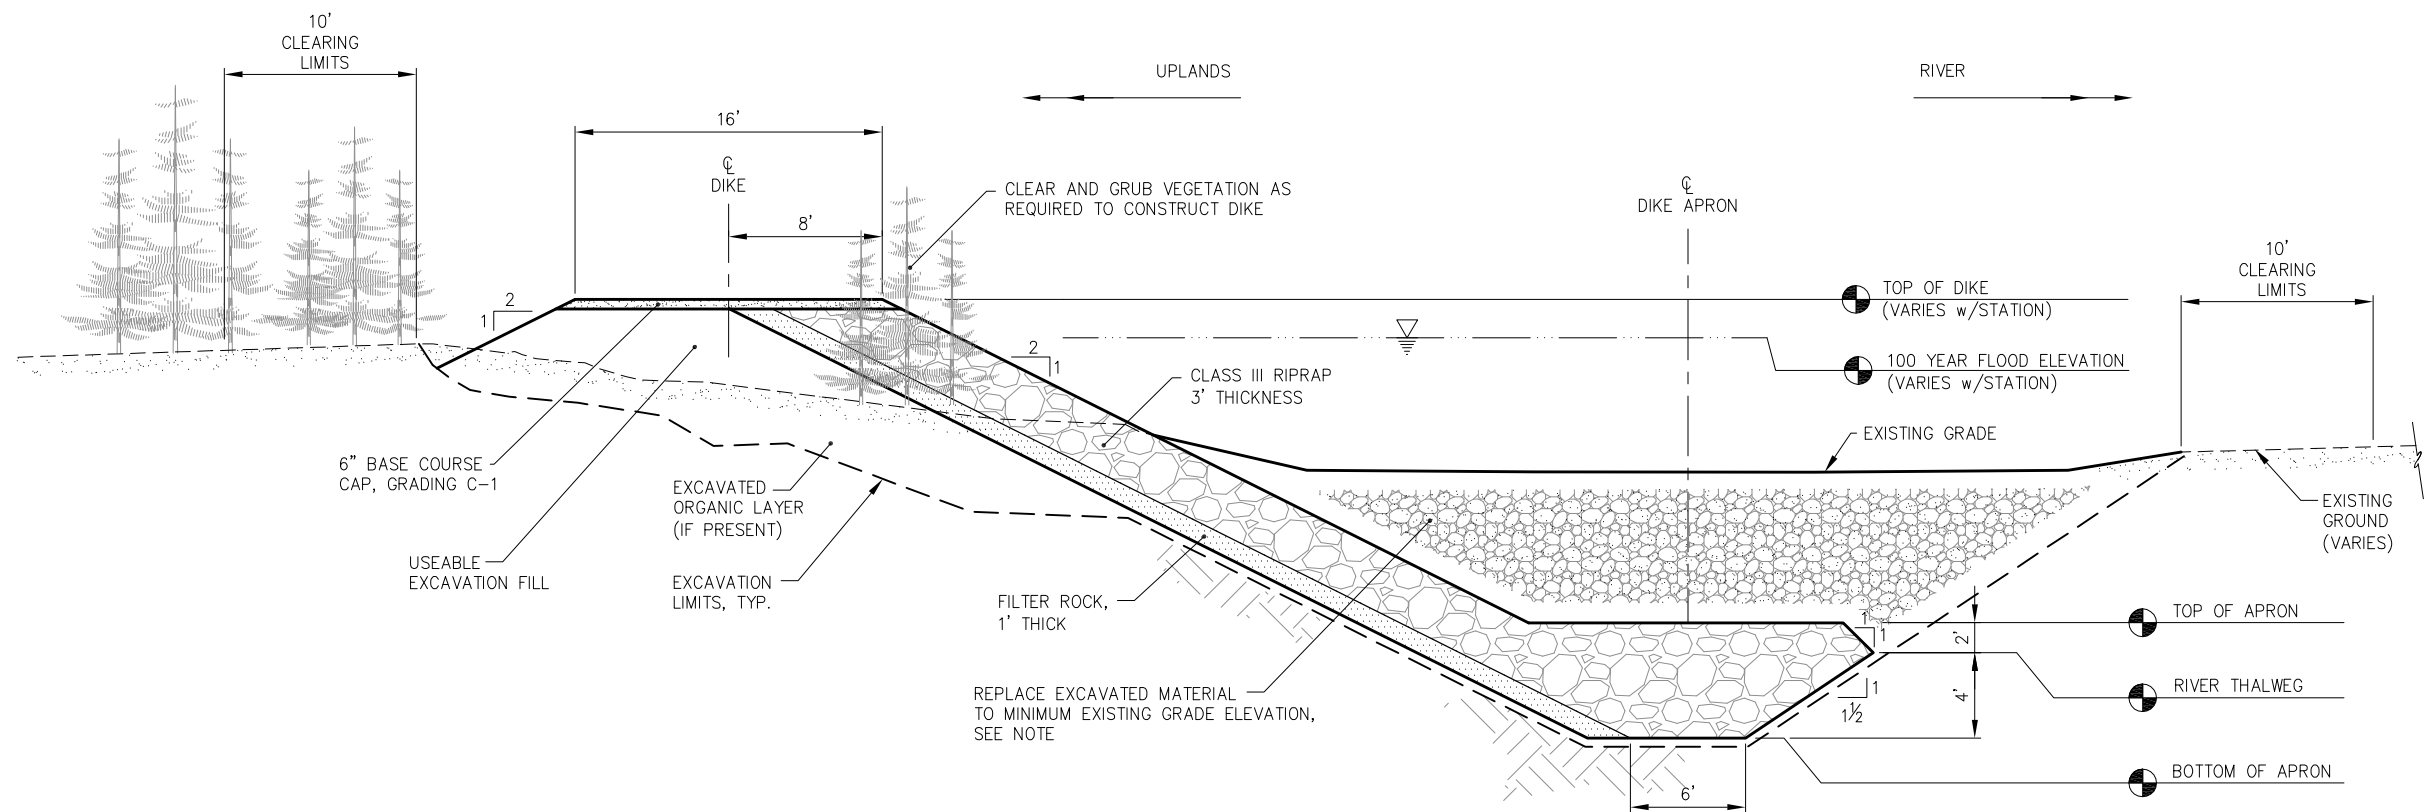 10'
CLEARING
LIMITS
UPLANDS
RIVER
16'
℄
DIKE
8'
CLEAR AND GRUB VEGETATION AS
REQUIRED TO CONSTRUCT DIKE
℄
DIKE APRON
10'
CLEARING
LIMITS
TOP OF DIKE
(VARIES w/STATION)
2
1
2
1
100 YEAR FLOOD ELEVATION
(VARIES w/STATION)
CLASS III RIPRAP
3' THICKNESS
EXISTING GRADE
6" BASE COURSE
CAP, GRADING C-1
EXCAVATED
ORGANIC LAYER
(IF PRESENT)
EXISTING
GROUND
(VARIES)
USEABLE
EXCAVATION FILL
EXCAVATION
LIMITS, TYP.
FILTER ROCK,
1' THICK
1
1
2'
TOP OF APRON
REPLACE EXCAVATED MATERIAL
TO MINIMUM EXISTING GRADE ELEVATION,
SEE NOTE
1
1½
4'
RIVER THALWEG
BOTTOM OF APRON
6'